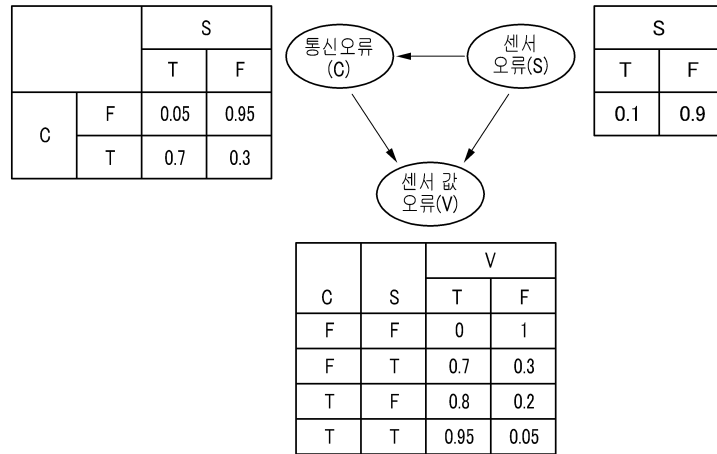 S
T F
C F 0.05 0.95
T 0.7 0.3
통신오류
(C)
센서
오류(S)
S
T F
0.1 0.9
센서 값
오류(V)
C S V
T F
F F 0 1
F T 0.7 0.3
T F 0.8 0.2
T T 0.95 0.05